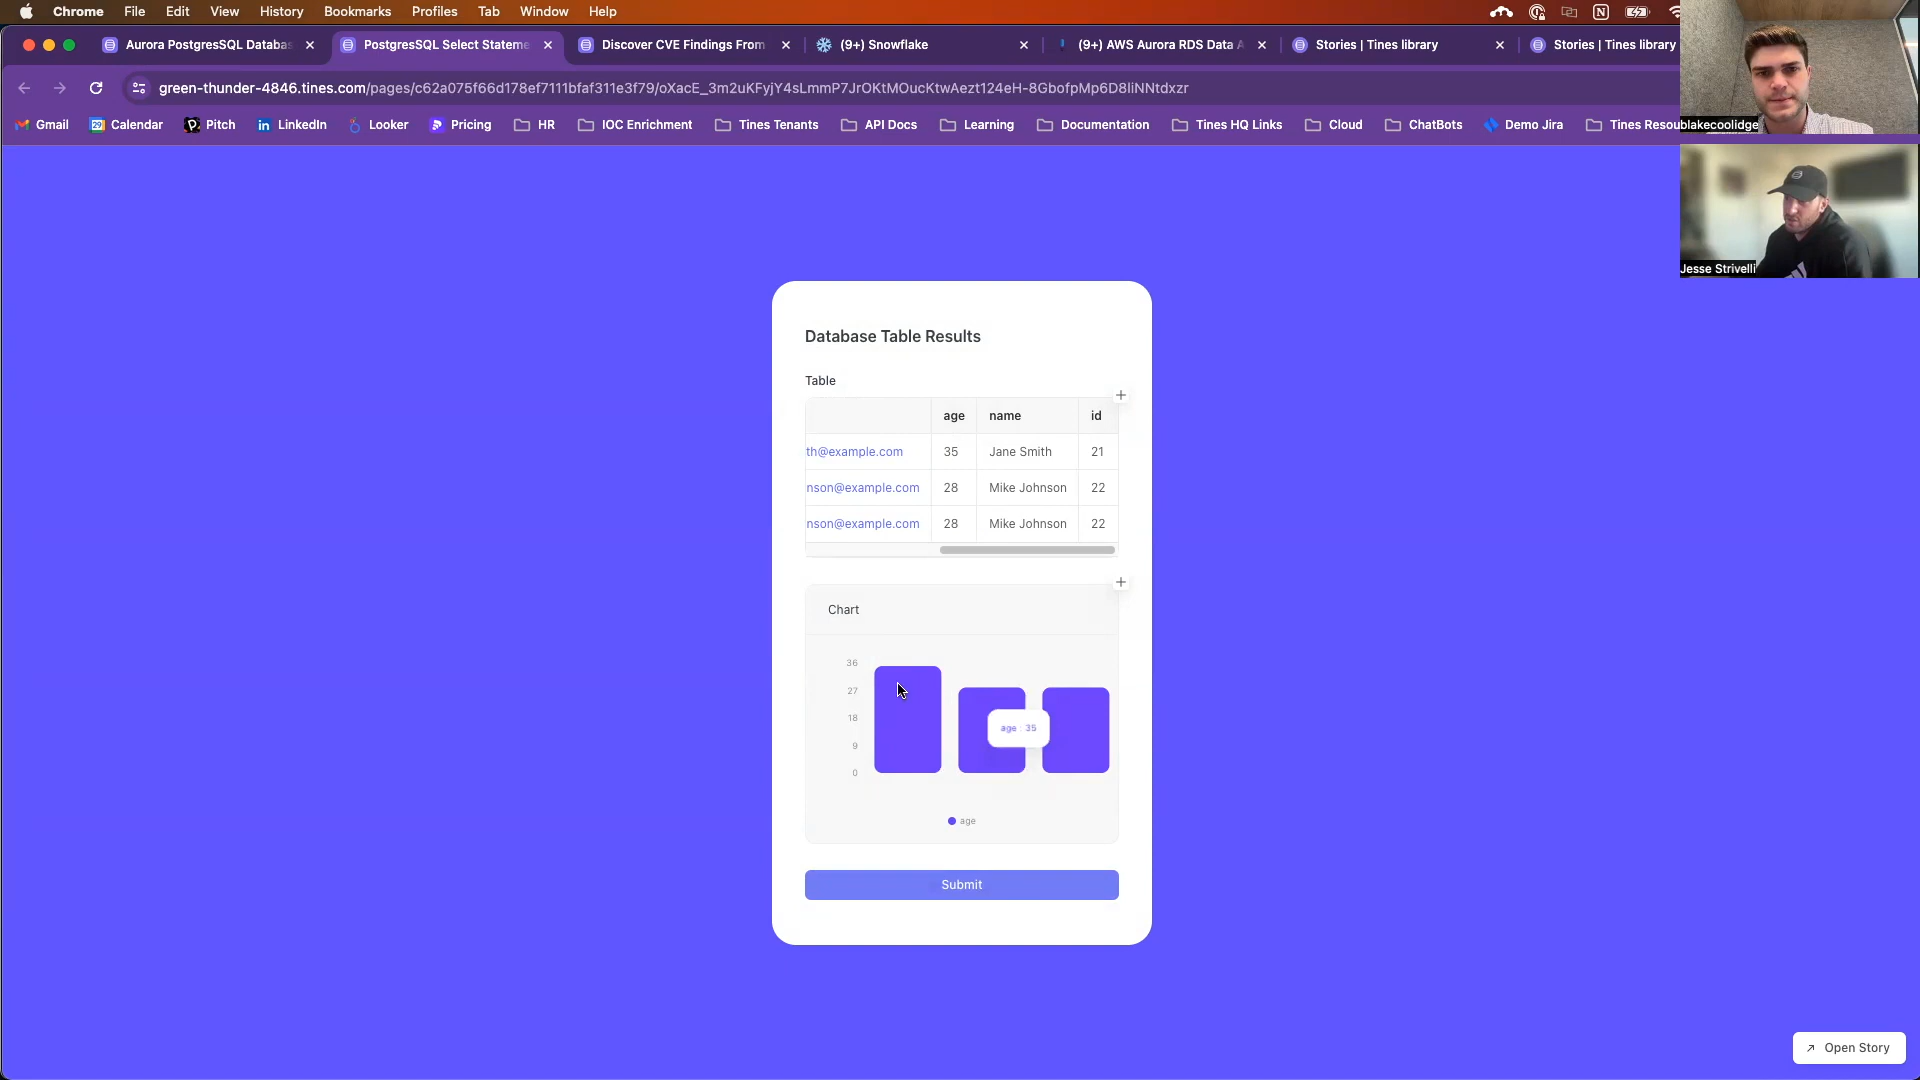 Chrome File Edit View History Bookmarks Profiles Tab Window Help
Aurora PostgresSQL Databas
PostgresSQL Select Stateme
Discover CVE Findings From
(9+) Snowflake
(9+) AWS Aurora RDS Data A
Stories | Tines library
Stories | Tines library
green-thunder-4846.tines.com/pages/c62a075f66d178ef7111bfaf311e3f79/oXacE_3m2uKFyjY4sLmmP7JrOKtMOucKtwAezt124eH-8GbofpMp6D8liNNtdxzr
Gmail Calendar Pitch LinkedIn Looker Pricing HR IOC Enrichment Tines Tenants API Docs Learning Documentation Tines HQ Links Cloud ChatBots Demo Jira Tines Resou
blakecoolidge
Jesse Strivelli
Database Table Results
Table
age name id
th@example.com 35 Jane Smith 21
nson@example.com 28 Mike Johnson 22
nson@example.com 28 Mike Johnson 22
Chart
36
27
18
9
0
age 35
age
Submit
Open Story